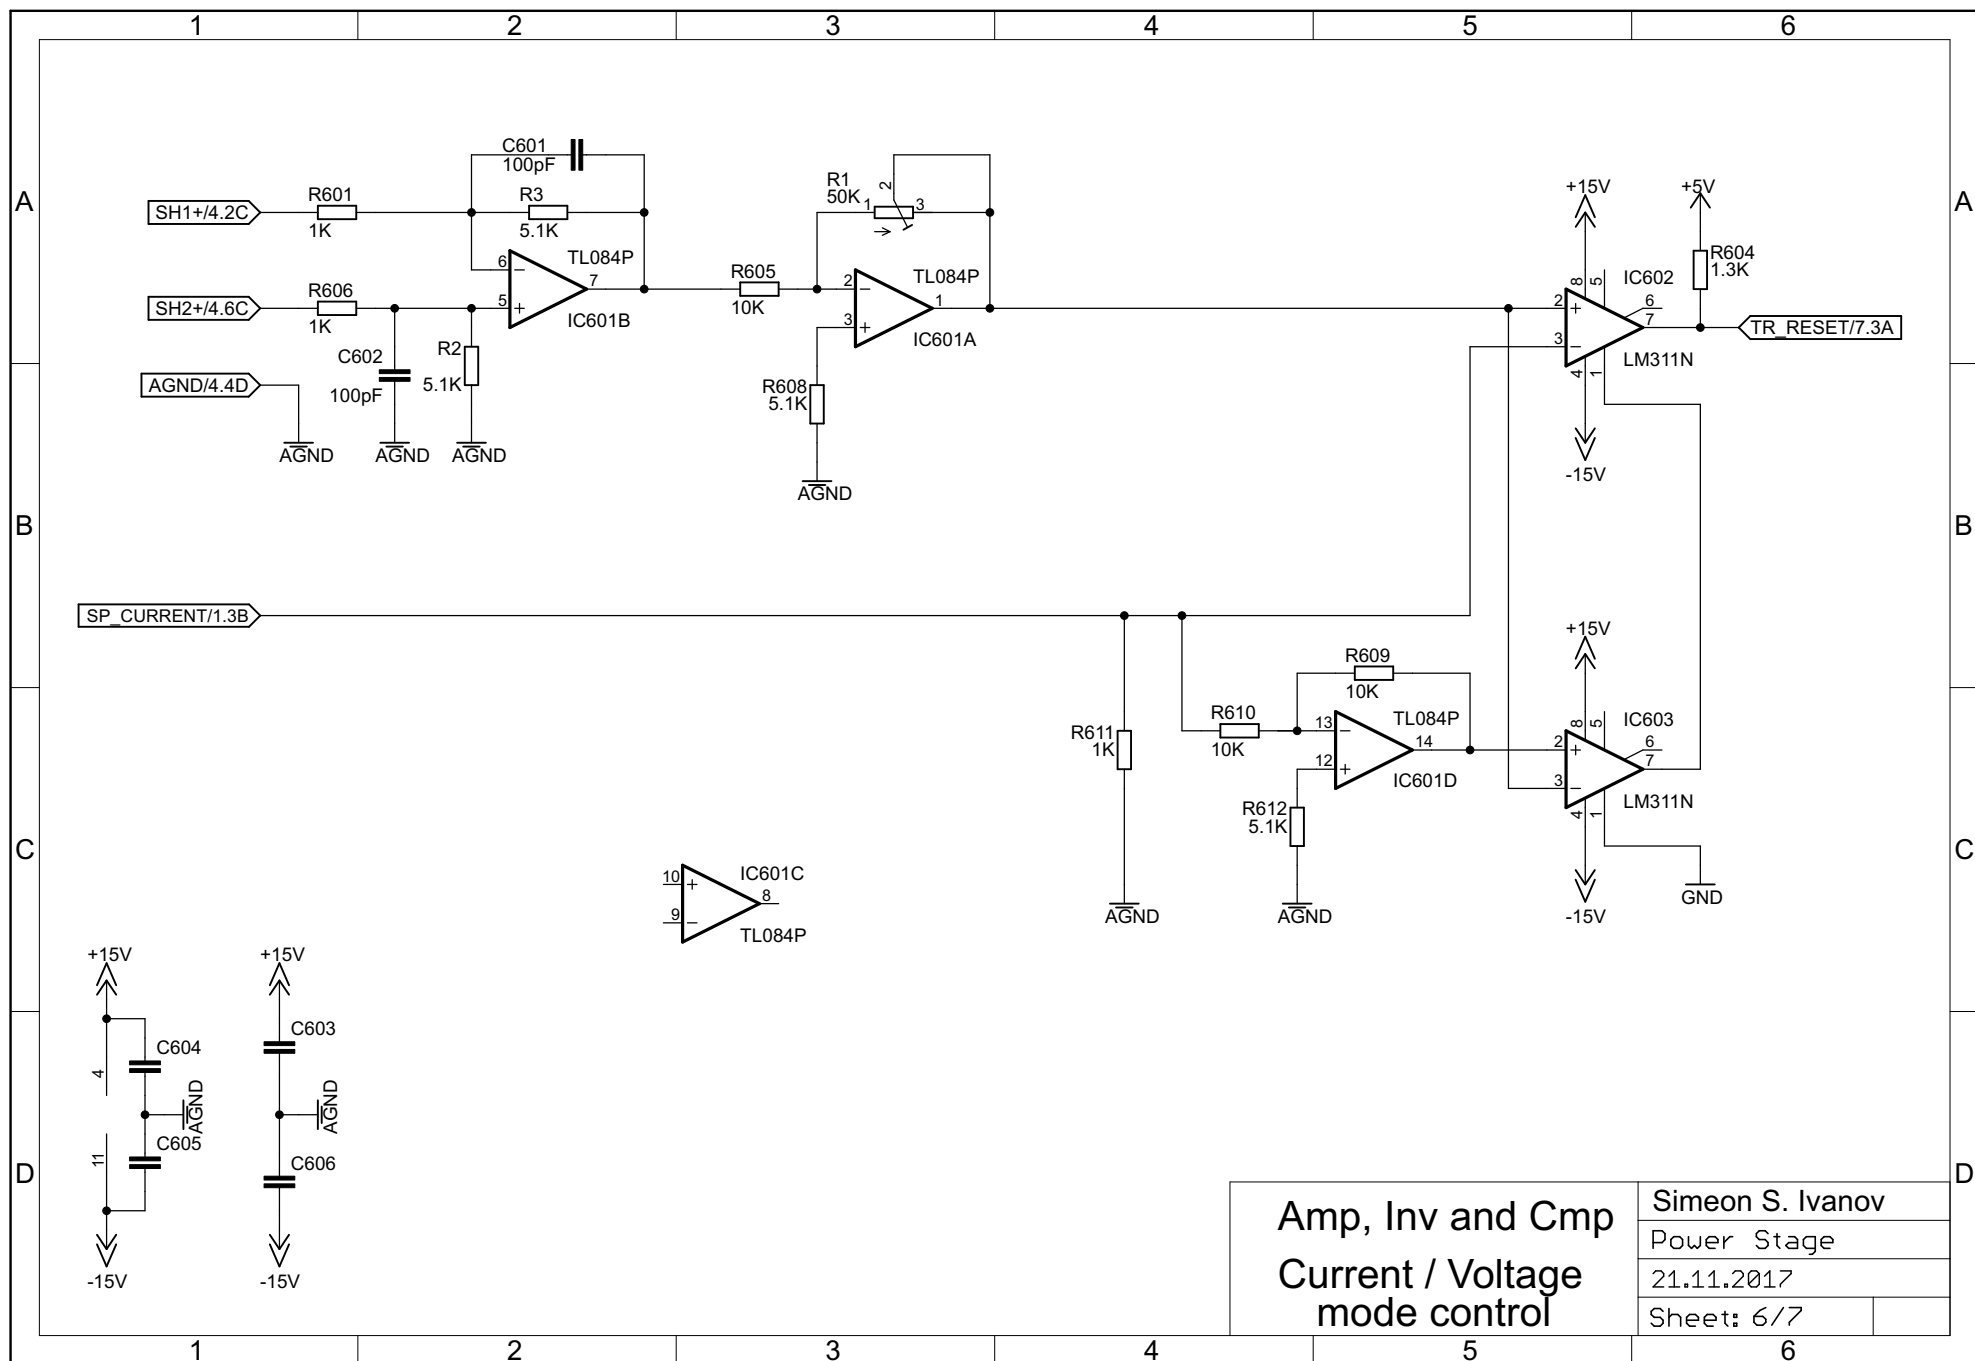 1 2 3 4 5 6
A A
B B
C C
D D
1 2 3 4 5 6
SH1+/4.2C
R601
1K
C601
100pF
R3
5.1K
TL084P
6
5
7
IC601B
SH2+/4.6C
R606
1K
C602
100pF
R2
5.1K
AGND/4.4D
AGND
AGND
AGND
R605
10K
R1
50K
1
2
3
TL084P
2
3
1
IC601A
R608
5.1K
AGND
+15V
+5V
R604
1.3K
IC602
8
5
2
3
6
7
4
1
LM311N
-15V
TR_RESET/7.3A
SP_CURRENT/1.3B
R611
1K
AGND
R610
10K
R609
10K
TL084P
13
12
14
IC601D
R612
5.1K
AGND
+15V
IC603
8
5
2
3
6
7
4
1
LM311N
-15V
GND
IC601C
10
9
8
TL084P
+15V
4
11
C604
AGND
C605
-15V
+15V
C603
AGND
C606
-15V
Amp, Inv and Cmp
Current / Voltage
mode control
Simeon S. Ivanov
Power Stage
21.11.2017
Sheet: 6/7